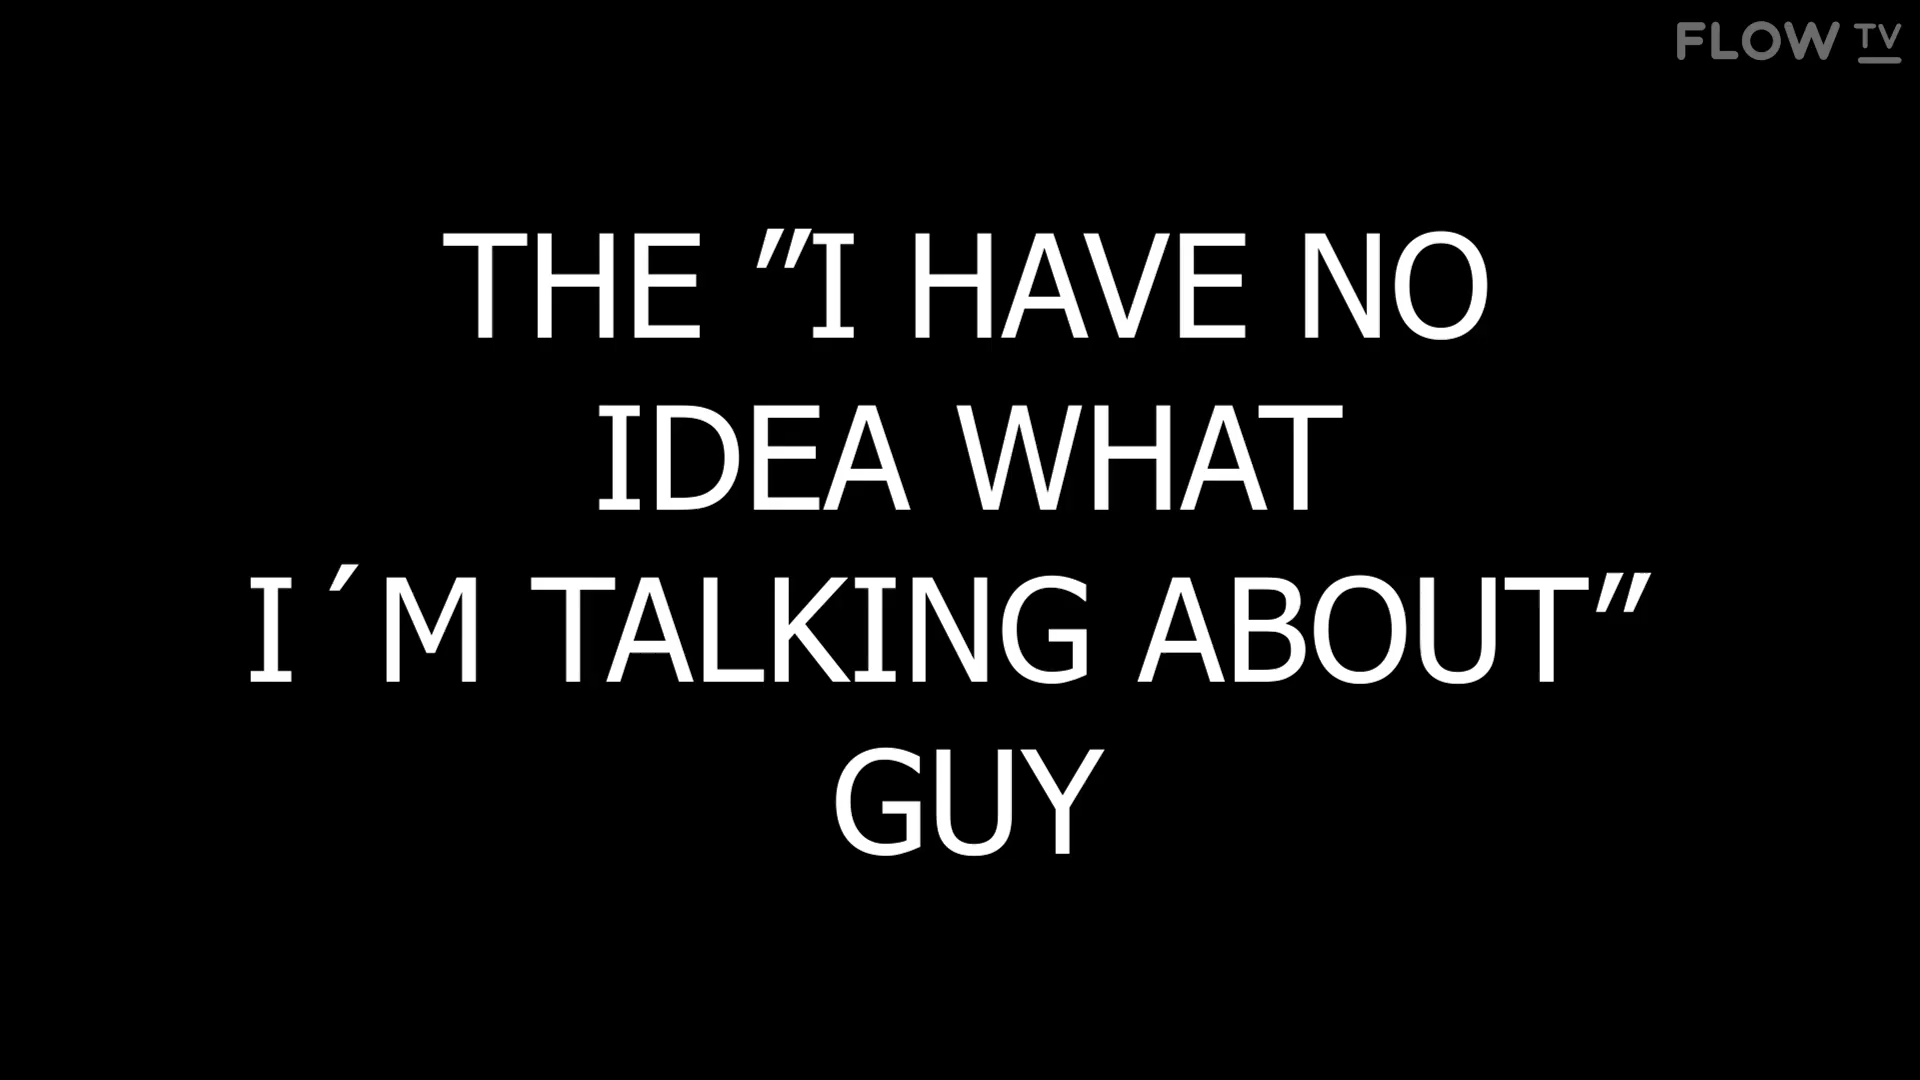 FLOW TV
THE ”I HAVE NO
IDEA WHAT
I´M TALKING ABOUT”
GUY